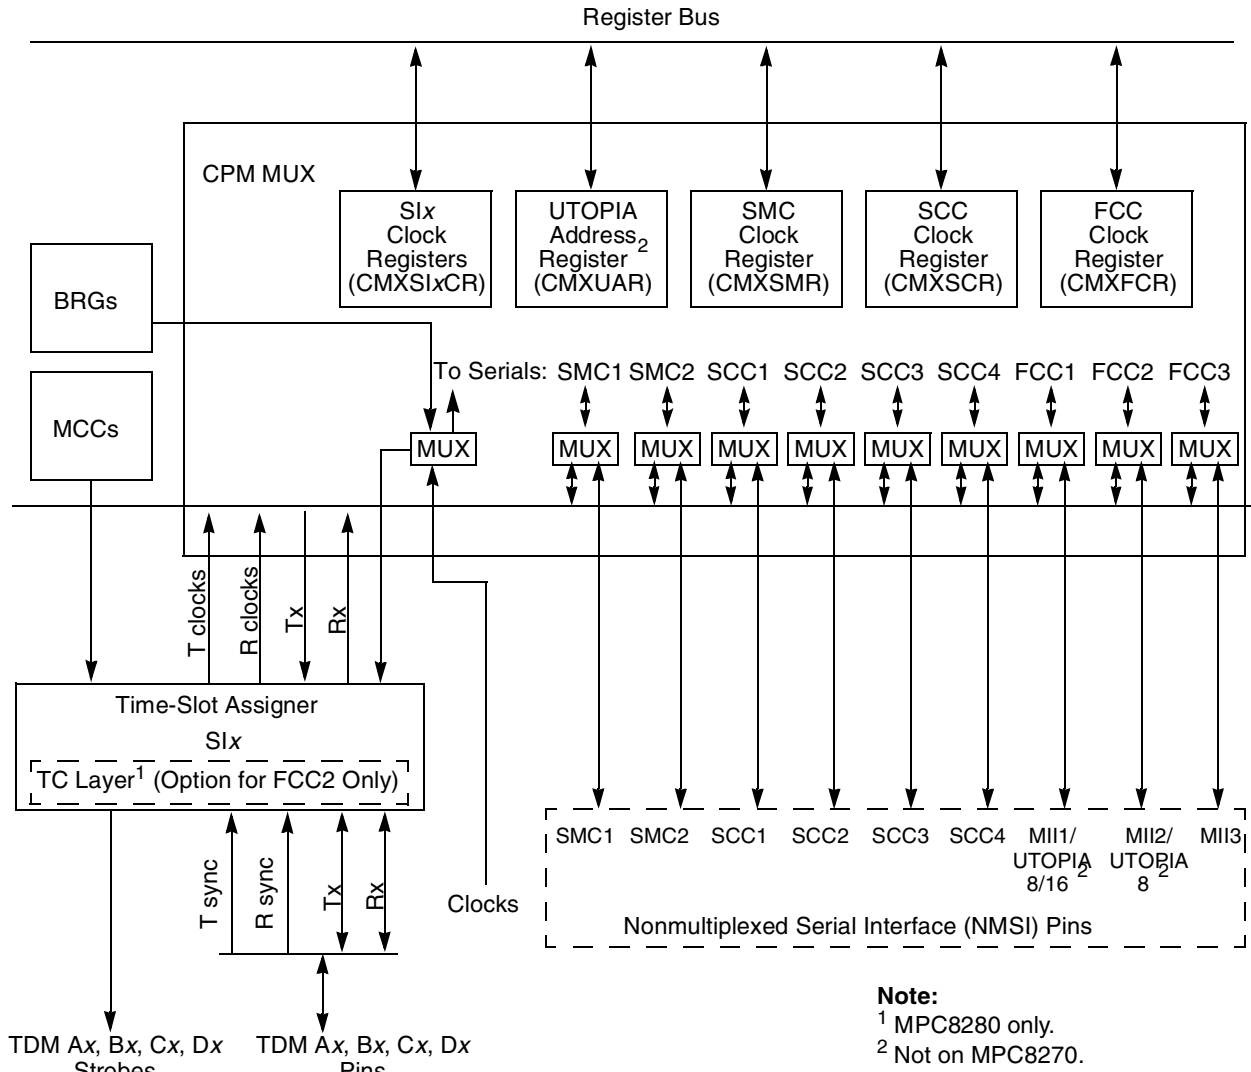 Register Bus
CPM MUX
SIx
Clock
Registers
(CMXSIxCR)
UTOPIA
Address
Register 2
(CMXUAR)
SMC
Clock
Register
(CMXSMR)
SCC
Clock
Register
(CMXSCR)
FCC
Clock
Register
(CMXFCR)
BRGs
MCCs
To Serials: SMC1 SMC2 SCC1 SCC2 SCC3 SCC4 FCC1 FCC2 FCC3
MUX MUX MUX MUX MUX MUX MUX MUX MUX MUX
T clocks
R clocks
Tx
Rx
Time-Slot Assigner
SIx
TC Layer1 (Option for FCC2 Only)
T sync
R sync
Tx
Rx
Clocks
SMC1 SMC2 SCC1 SCC2 SCC3 SCC4
MII1/
UTOPIA
8/16 2
MII2/
UTOPIA
8 2
MII3
Nonmultiplexed Serial Interface (NMSI) Pins
TDM Ax, Bx, Cx, Dx
Strobes
TDM Ax, Bx, Cx, Dx
Pins
Note:
1 MPC8280 only.
2 Not on MPC8270.